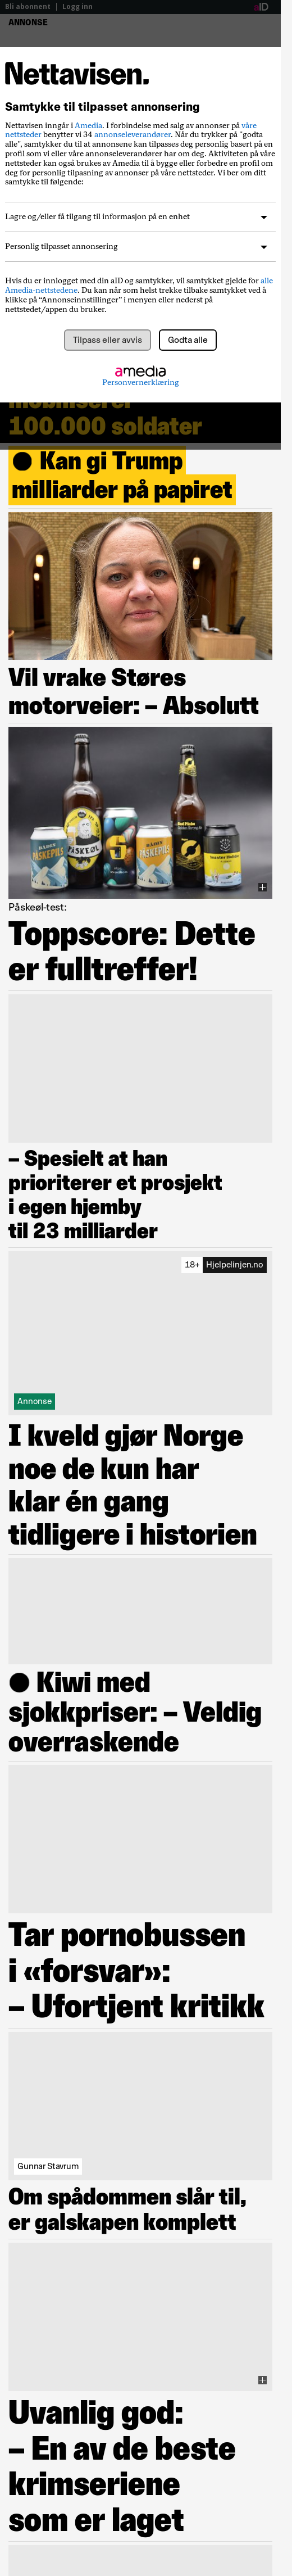 Bli abonnent | Logg inn
aID
ANNONSE
Nettavisen.
Samtykke til tilpasset annonsering
Nettavisen inngår i Amedia. I forbindelse med salg av annonser på våre
nettsteder benytter vi 34 annonseleverandører. Når du trykker på "godta
alle", samtykker du til at annonsene kan tilpasses deg personlig basert på en
profil som vi eller våre annonseleverandører har om deg. Aktiviteten på våre
nettsteder kan også brukes av Amedia til å bygge eller forbedre en profil om
deg for personlig tilpasning av annonser på våre nettsteder. Vi ber om ditt
samtykke til følgende:
Lagre og/eller få tilgang til informasjon på en enhet
Personlig tilpasset annonsering
Hvis du er innlogget med din aID og samtykker, vil samtykket gjelde for alle
Amedia-nettstedene. Du kan når som helst trekke tilbake samtykket ved å
klikke på “Annonseinnstillinger” i menyen eller nederst på
nettstedet/appen du bruker.
Tilpass eller avvis
Godta alle
amedia
Personvernerklæring
mobiliserer
100.000 soldater
Kan gi Trump
milliarder på papiret
Vil vrake Støres
motorveier: – Absolutt
Påskeøl-test:
Toppscore: Dette
er fulltreffer!
– Spesielt at han
prioriterer et prosjekt
i egen hjemby
til 23 milliarder
18+ Hjelpelinjen.no
Annonse
I kveld gjør Norge
noe de kun har
klar én gang
tidligere i historien
Kiwi med
sjokkpriser: – Veldig
overraskende
Tar pornobussen
i «forsvar»:
– Ufortjent kritikk
Gunnar Stavrum
Om spådommen slår til,
er galskapen komplett
Uvanlig god:
– En av de beste
krimseriene
som er laget